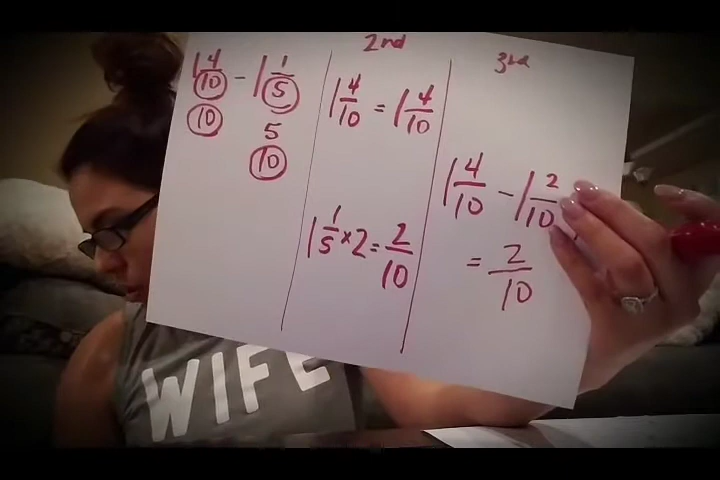 1 4/10 - 1 1/5
10
5
10
2nd
1 4/10 = 1 4/10
1 1/5 × 2 = 2/10
3rd
1 4/10 - 1 2/10
= 2/10
WIFE